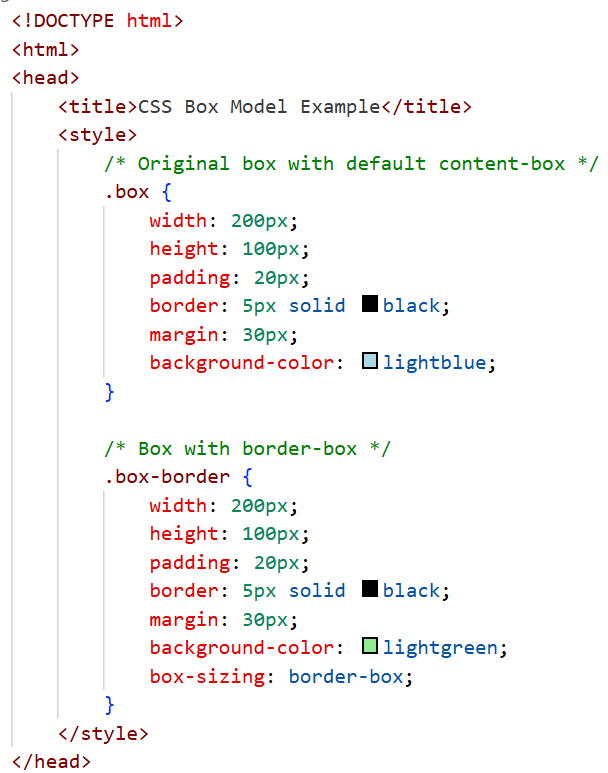 <!DOCTYPE html>
<html>
<head>
    <title>CSS Box Model Example</title>
    <style>
        /* Original box with default content-box */
        .box {
            width: 200px;
            height: 100px;
            padding: 20px;
            border: 5px solid black;
            margin: 30px;
            background-color: lightblue;
        }

        /* Box with border-box */
        .box-border {
            width: 200px;
            height: 100px;
            padding: 20px;
            border: 5px solid black;
            margin: 30px;
            background-color: lightgreen;
            box-sizing: border-box;
        }
    </style>
</head>